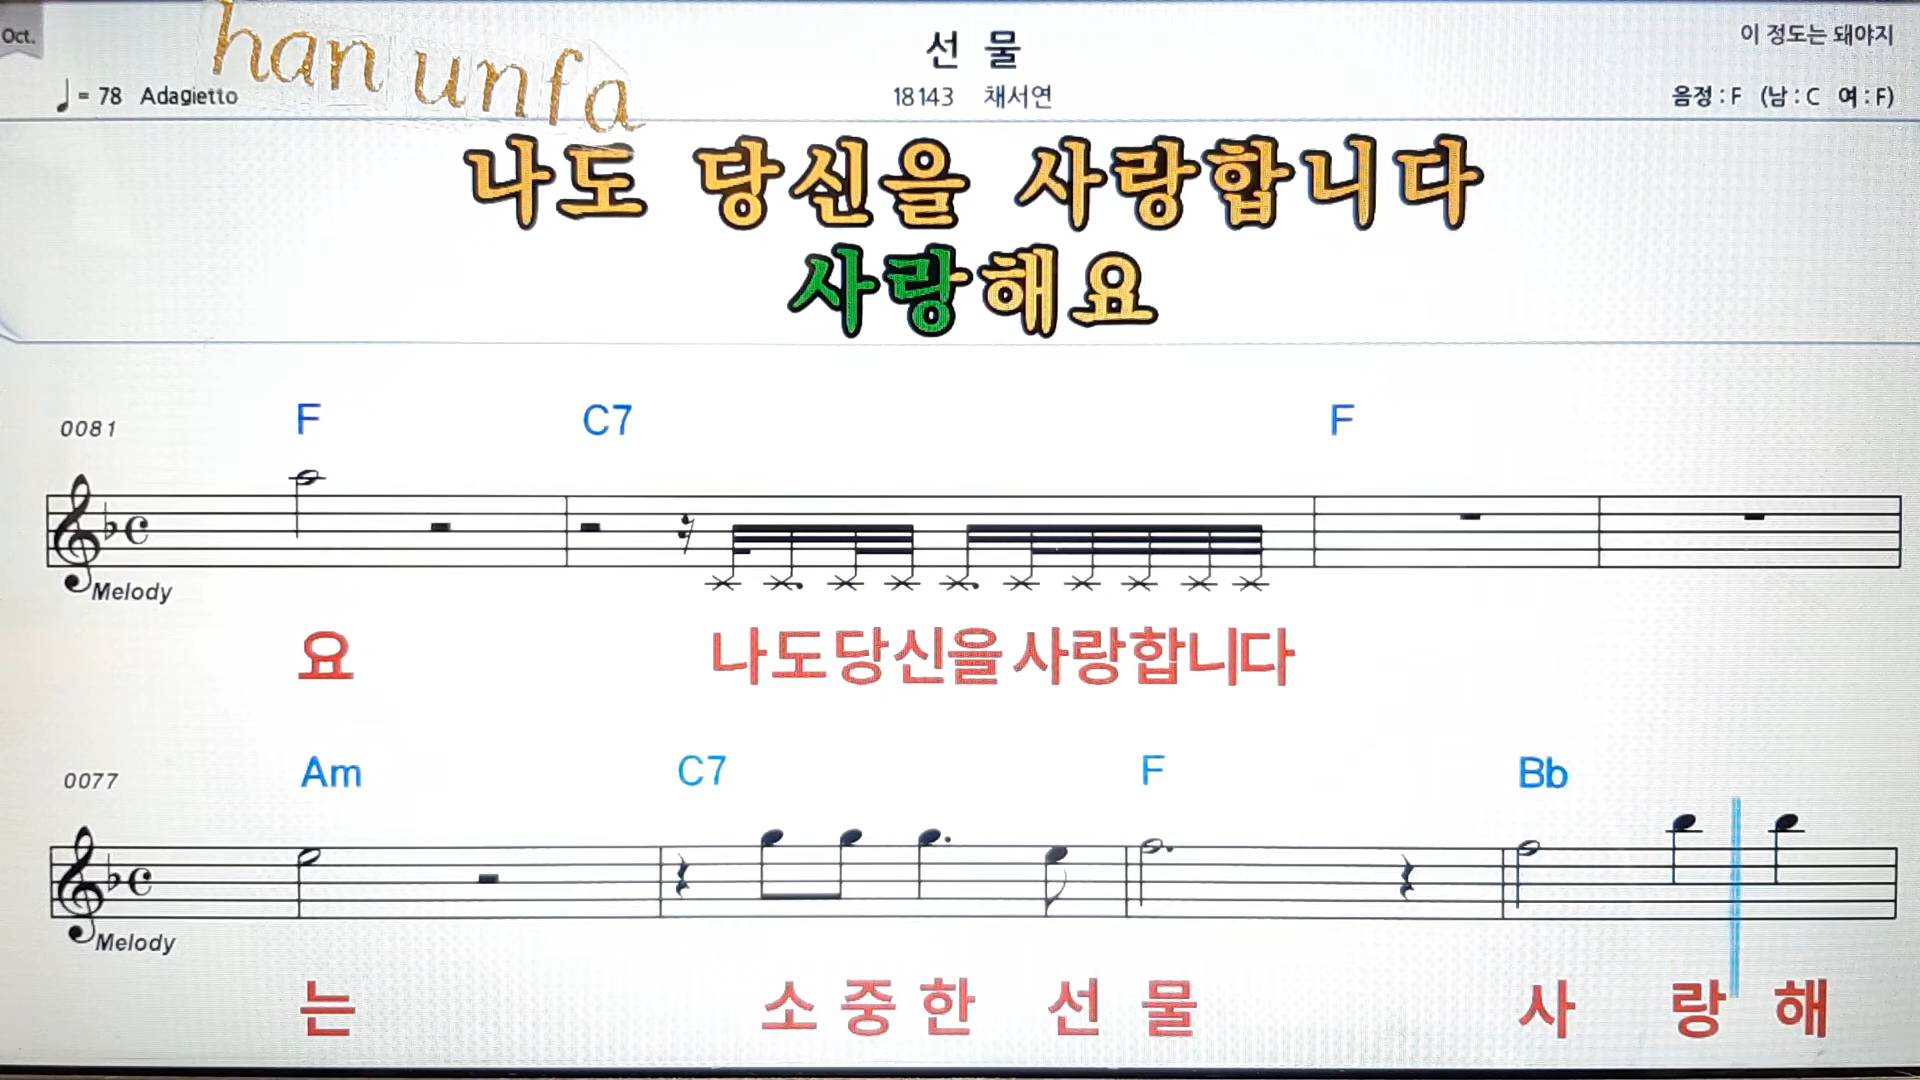 Oct.
han unfa
선 물
이 정도는 돼야지
= 78 Adagietto
18143 채서연
음정 : F (남 : C 여 : F)
나도 당신을 사랑합니다
사랑해요
0081 F C7 F
Melody
요 나도당신을 사랑합니다
0077 Am C7 F Bb
Melody
는 소 중 한 선 물 사 랑 해